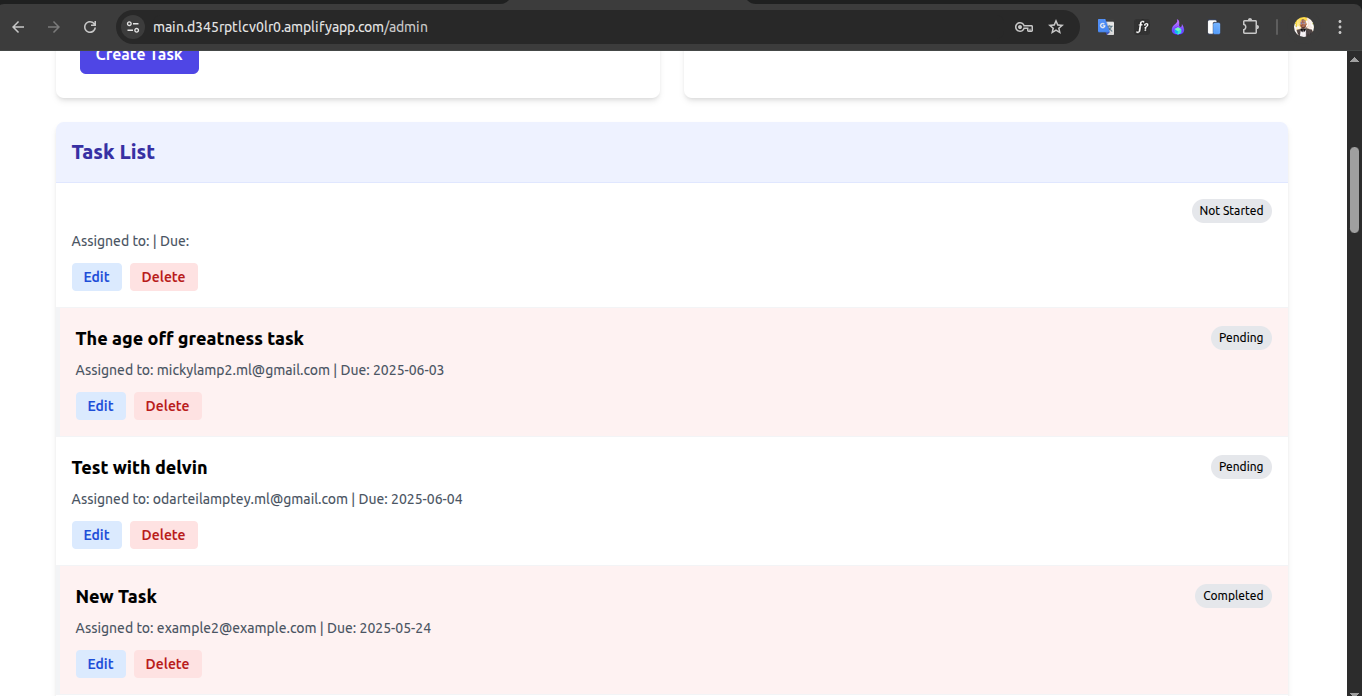 main.d345rptlcv0lr0.amplifyapp.com/admin
Create Task
Task List
Not Started
Assigned to: | Due:
Edit Delete
The age off greatness task Pending
Assigned to: mickylamp2.ml@gmail.com | Due: 2025-06-03
Edit Delete
Test with delvin Pending
Assigned to: odarteilamptey.ml@gmail.com | Due: 2025-06-04
Edit Delete
New Task Completed
Assigned to: example2@example.com | Due: 2025-05-24
Edit Delete